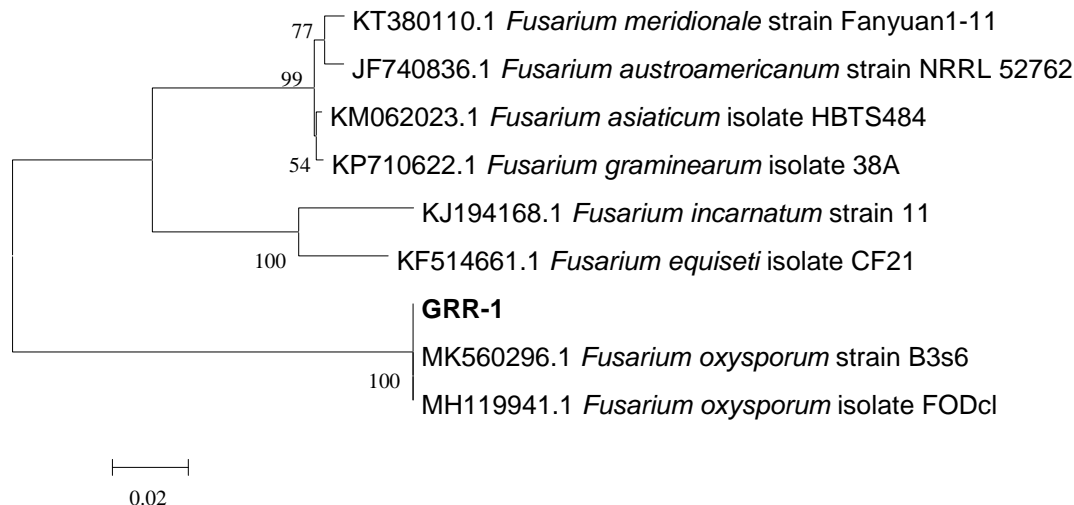 KT380110.1 Fusarium meridionale strain Fanyuan1-11
77
JF740836.1 Fusarium austroamericanum strain NRRL 52762
99
KM062023.1 Fusarium asiaticum isolate HBTS484
54
KP710622.1 Fusarium graminearum isolate 38A
KJ194168.1 Fusarium incarnatum strain 11
100
KF514661.1 Fusarium equiseti isolate CF21
GRR-1
MK560296.1 Fusarium oxysporum strain B3s6
100
MH119941.1 Fusarium oxysporum isolate FODcl
0.02